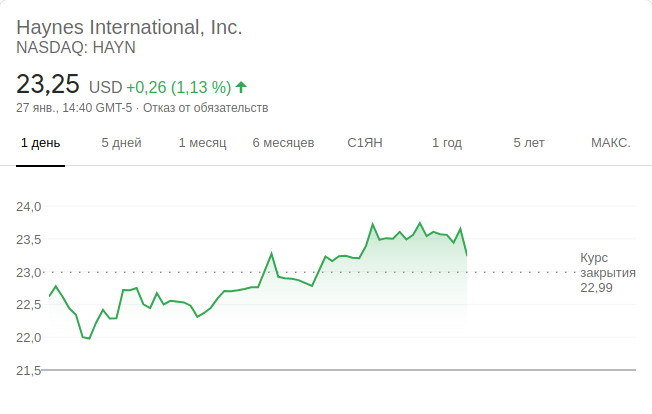 Haynes International, Inc.
NASDAQ: HAYN
23,25 USD +0,26 (1,13 %)
27 янв., 14:40 GMT-5 · Отказ от обязательств
1 день 5 дней 1 месяц 6 месяцев С1ЯН 1 год 5 лет МАКС.
24,0
23,5
23,0
22,5
22,0
21,5
Курс
закрытия
22,99